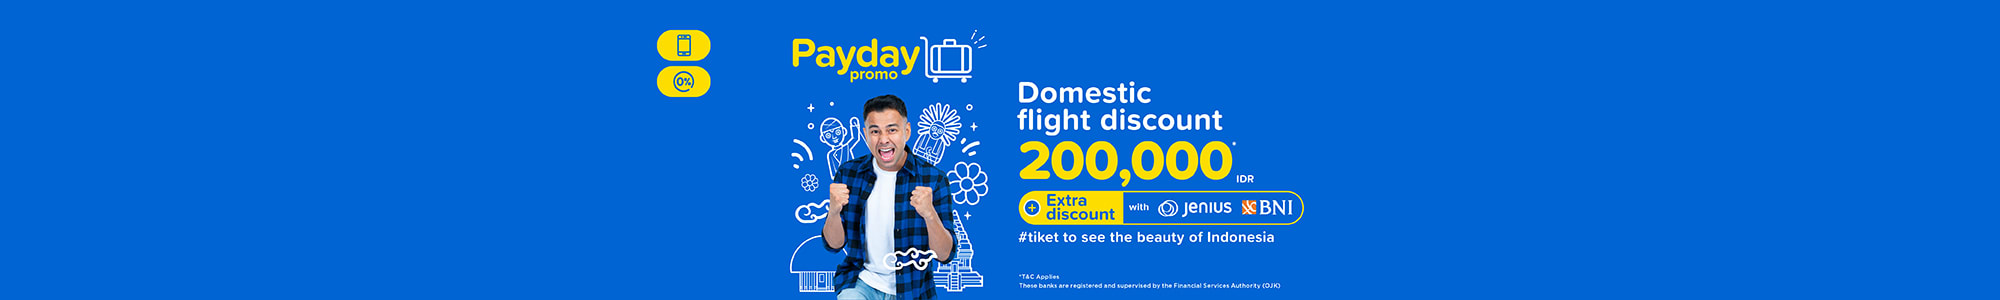 0%
Payday
promo
Domestic
flight discount
200,000*
IDR
+ Extra
discount
with Jenius BNI
#tiket to see the beauty of Indonesia
*T&C Applies
These banks are registered and supervised by the Financial Services Authority (OJK)